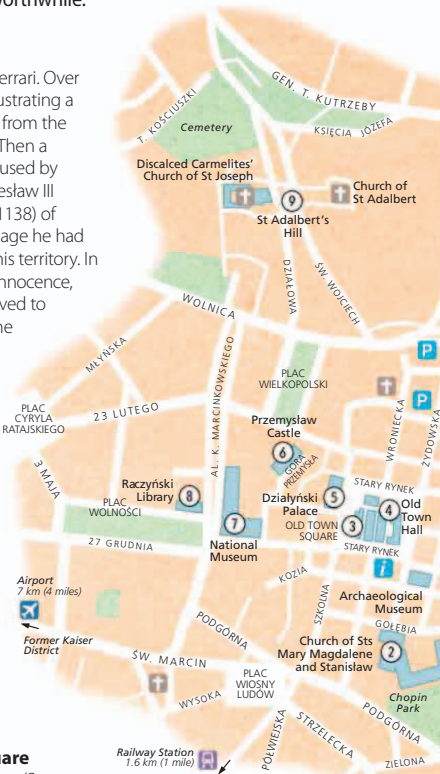 orthwhile.
errari. Over
ustrating a
from the
Then a
used by
esław III
1138) of
age he had
his territory. In
nnocence,
ved to
ne
GEN. T. KUTRZEBY
T. KOŚCIUSZKI
Cemetery
KSIĘCIA JÓZEFA
Discalced Carmelites'
Church of St Joseph
Church of
St Adalbert
9
St Adalbert's
Hill
DZIAŁOWA
ŚW. WOJCIECH
WOLNICA
MŁYŃSKA
AL. K. MARCINKOWSKIEGO
PLAC
WIELKOPOLSKI
P
P
WRONIECKA
ŻYDOWSKA
PLAC
CYRYLA
RATAJSKIEGO
23 LUTEGO
Przemysław
Castle
6
GÓRA
PRZEMYSŁA
3 MAJA
Raczyński
Library
8
PLAC
WOLNOŚCI
7
National
Museum
Działyński
Palace
5
STARY RYNEK
4
Old
Town
Hall
OLD TOWN
SQUARE
3
STARY RYNEK
27 GRUDNIA
i
KOZIA
SZKOLNA
Archaeological
Museum
GOŁĘBIA
Airport
7 km (4 miles)
Former Kaiser
District
PODGÓRNA
Church of Sts
Mary Magdalene
and Stanisław
2
ŚW. MARCIN
PLAC
WIOSNY
LUDÓW
WYSOKA
Chopin
Park
PODGÓRNA
STRZELECKA
PÓŁWIEJSKA
ZIELONA
uare
Railway Station
1.6 km (1 mile)